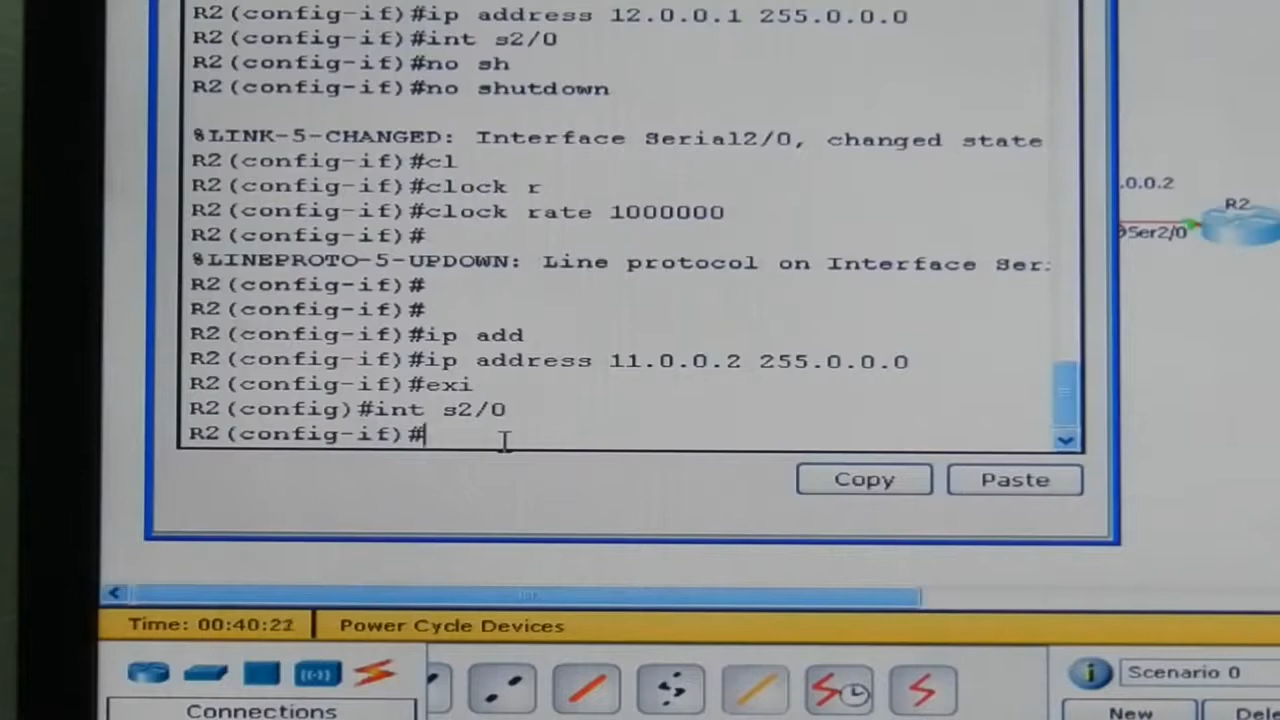 R2(config-if)#ip address 12.0.0.1 255.0.0.0
R2(config-if)#int s2/0
R2(config-if)#no sh
R2(config-if)#no shutdown
%LINK-5-CHANGED: Interface Serial2/0, changed state
R2(config-if)#cl
R2(config-if)#clock r
R2(config-if)#clock rate 1000000
R2(config-if)#
%LINEPROTO-5-UPDOWN: Line protocol on Interface Ser
R2(config-if)#
R2(config-if)#
R2(config-if)#ip add
R2(config-if)#ip address 11.0.0.2 255.0.0.0
R2(config-if)#exi
R2(config)#int s2/0
R2(config-if)#
Copy Paste
.0.0.2
R2
Ser2/0
Time: 00:40:22 Power Cycle Devices
Scenario 0
Connections
New